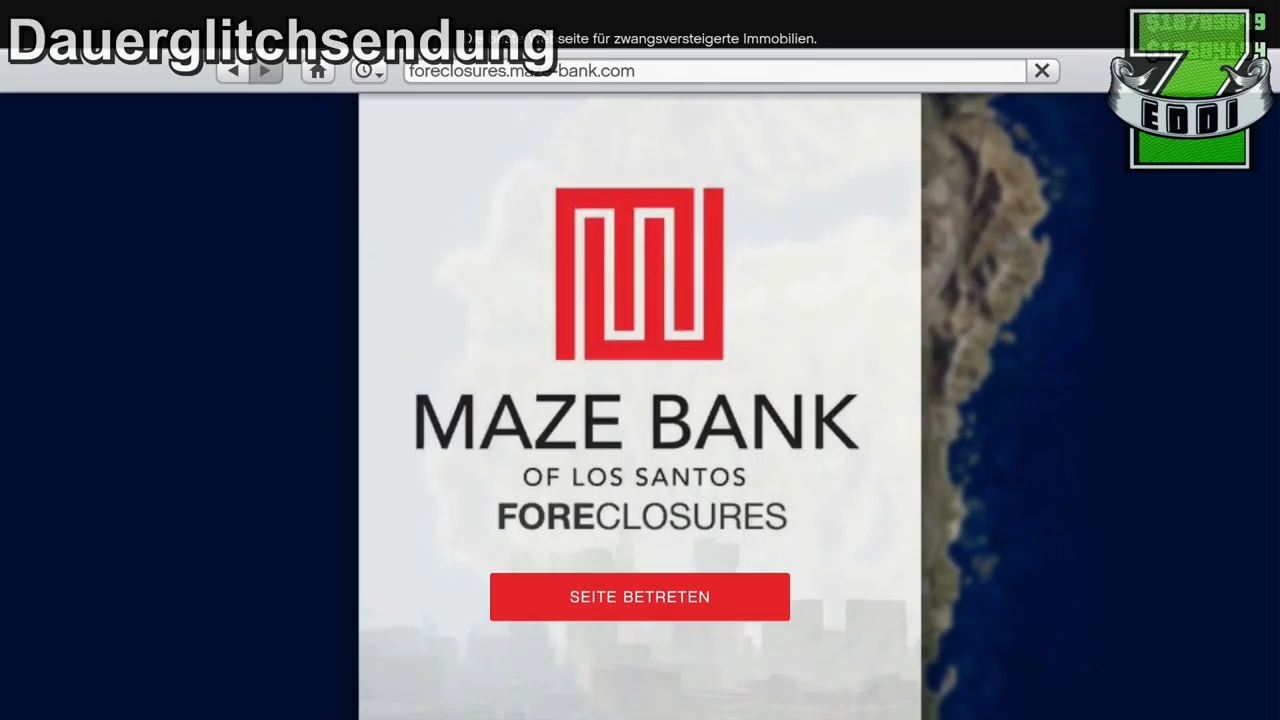 Dauerglitchsendung
seite für zwangsversteigerte Immobilien.
foreclosures.maze-bank.com
EDDI
MAZE BANK
OF LOS SANTOS
FORECLOSURES
SEITE BETRETEN